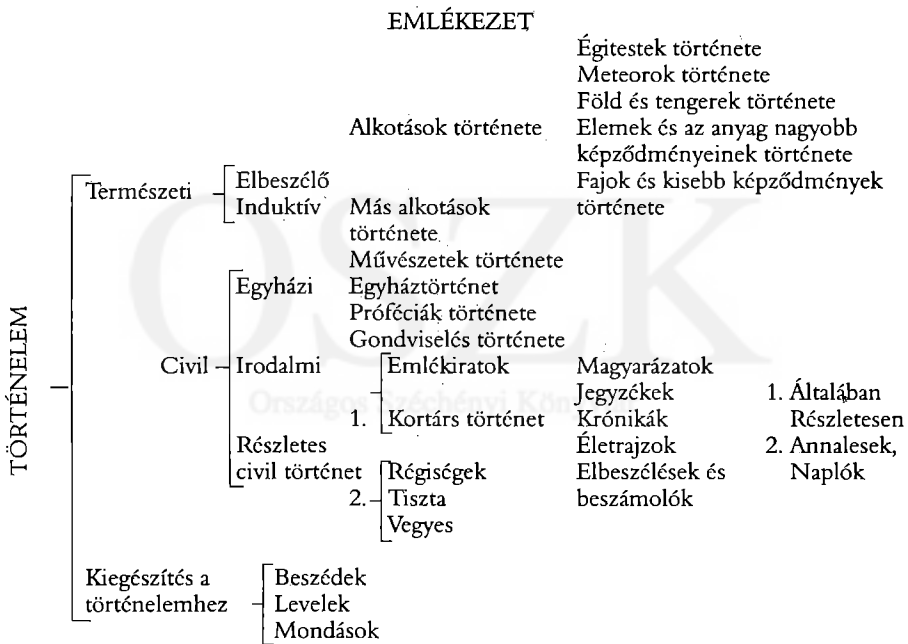 EMLÉKEZET
Égitestek története
Meteorok története
Föld és tengerek története
Alkotások története
Elemek és az anyag nagyobb
képződményeinek története
Fajok és kisebb képződmények
története
Természeti
Elbeszélő
Induktív
Más alkotások
története
Művészetek története
Egyházi
Egyháztörténet
Próféciák története
Gondviselés története
TÖRTÉNELEM
Civil
Irodalmi
Emlékiratok
Magyarázatok
Jegyzékek
1. Általában
Országos Széchényi Kön
1.
Kortárs történet
Krónikák
Részletesen
Részletes
civil történet
Életrajzok
2. Annalesek,
Naplók
Régiségek
Elbeszélések és
beszámolók
2.
Tiszta
Vegyes
Kiegészítés a
történelemhez
Beszédek
Levelek
Mondások
OSZK